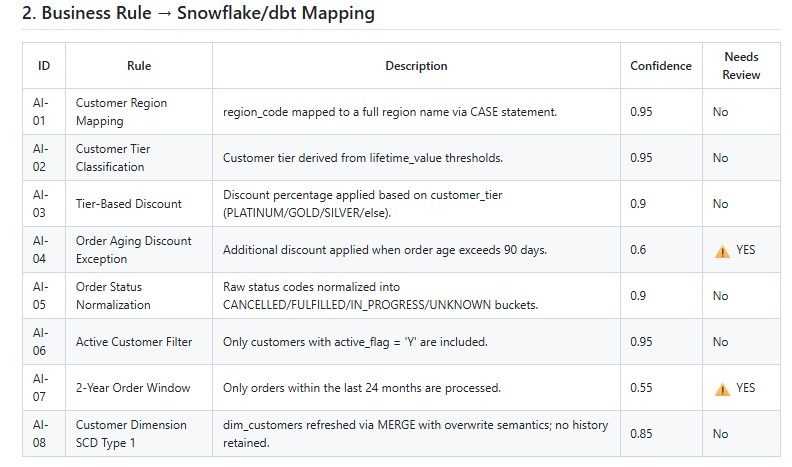 2. Business Rule → Snowflake/dbt Mapping
ID Rule Description Confidence Needs Review
AI-01 Customer Region Mapping region_code mapped to a full region name via CASE statement. 0.95 No
AI-02 Customer Tier Classification Customer tier derived from lifetime_value thresholds. 0.95 No
AI-03 Tier-Based Discount Discount percentage applied based on customer_tier (PLATINUM/GOLD/SILVER/else). 0.9 No
AI-04 Order Aging Discount Exception Additional discount applied when order age exceeds 90 days. 0.6 ⚠ YES
AI-05 Order Status Normalization Raw status codes normalized into CANCELLED/FULFILLED/IN_PROGRESS/UNKNOWN buckets. 0.9 No
AI-06 Active Customer Filter Only customers with active_flag = 'Y' are included. 0.95 No
AI-07 2-Year Order Window Only orders within the last 24 months are processed. 0.55 ⚠ YES
AI-08 Customer Dimension SCD Type 1 dim_customers refreshed via MERGE with overwrite semantics; no history retained. 0.85 No